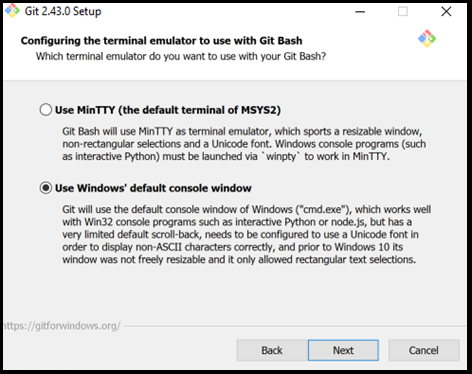 Git 2.43.0 Setup
Configuring the terminal emulator to use with Git Bash
Which terminal emulator do you want to use with your Git Bash?
Use MinTTY (the default terminal of MSYS2)
Git Bash will use MinTTY as terminal emulator, which sports a resizable window,
non-rectangular selections and a Unicode font. Windows console programs (such
as interactive Python) must be launched via `winpty` to work in MinTTY.
Use Windows' default console window
Git will use the default console window of Windows ("cmd.exe"), which works well
with Win32 console programs such as interactive Python or node.js, but has a
very limited default scroll-back, needs to be configured to use a Unicode font in
order to display non-ASCII characters correctly, and prior to Windows 10 its
window was not freely resizable and it only allowed rectangular text selections.
https://gitforwindows.org/
Back Next Cancel